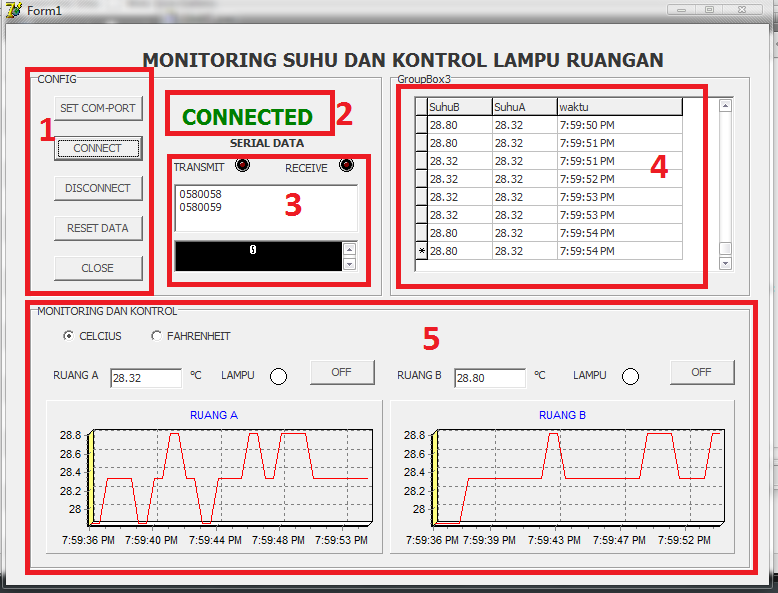 Form1
MONITORING SUHU DAN KONTROL LAMPU RUANGAN
CONFIG
SET COM-PORT
CONNECT
DISCONNECT
RESET DATA
CLOSE
1
CONNECTED
2
SERIAL DATA
TRANSMIT RECEIVE
0580058
0580059
3
0
GroupBox3
SuhuB SuhuA waktu
28.80 28.32 7:59:50 PM
28.80 28.32 7:59:51 PM
28.32 28.32 7:59:51 PM
28.32 28.32 7:59:52 PM
28.32 28.32 7:59:53 PM
28.32 28.32 7:59:53 PM
28.80 28.32 7:59:54 PM
* 28.80 28.32 7:59:54 PM
4
MONITORING DAN KONTROL
CELCIUS FAHRENHEIT
5
RUANG A 28.32 °C LAMPU OFF
RUANG B 28.80 °C LAMPU OFF
RUANG A
28.8
28.6
28.4
28.2
28
7:59:36 PM 7:59:40 PM 7:59:44 PM 7:59:48 PM 7:59:53 PM
RUANG B
28.8
28.6
28.4
28.2
28
7:59:36 PM 7:59:39 PM 7:59:43 PM 7:59:47 PM 7:59:52 PM